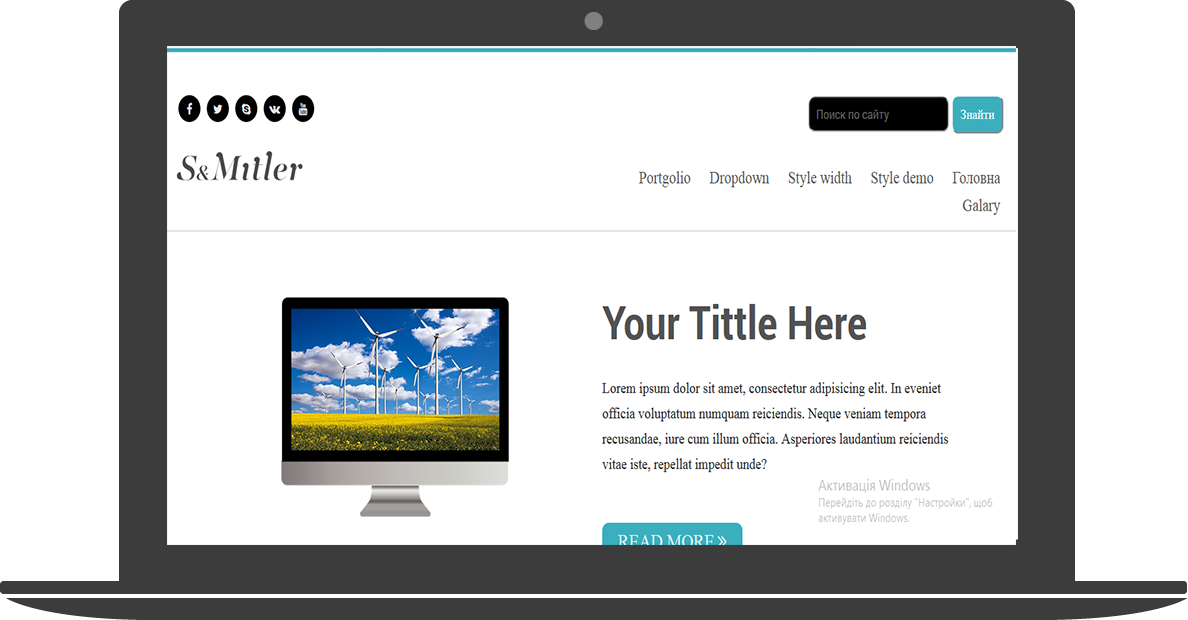 S&Mitler
Поиск по сайту
Знайти
Portgolio Dropdown Style width Style demo Головна
Galary
Your Tittle Here
Lorem ipsum dolor sit amet, consectetur adipisicing elit. In eveniet
officia voluptatum numquam reiciendis. Neque veniam tempora
recusandae, iure cum illum officia. Asperiores laudantium reiciendis
vitae iste, repellat impedit unde?
Активація Windows
Перейдіть до розділу "Настройки", щоб
активувати Windows.
READ MORE »